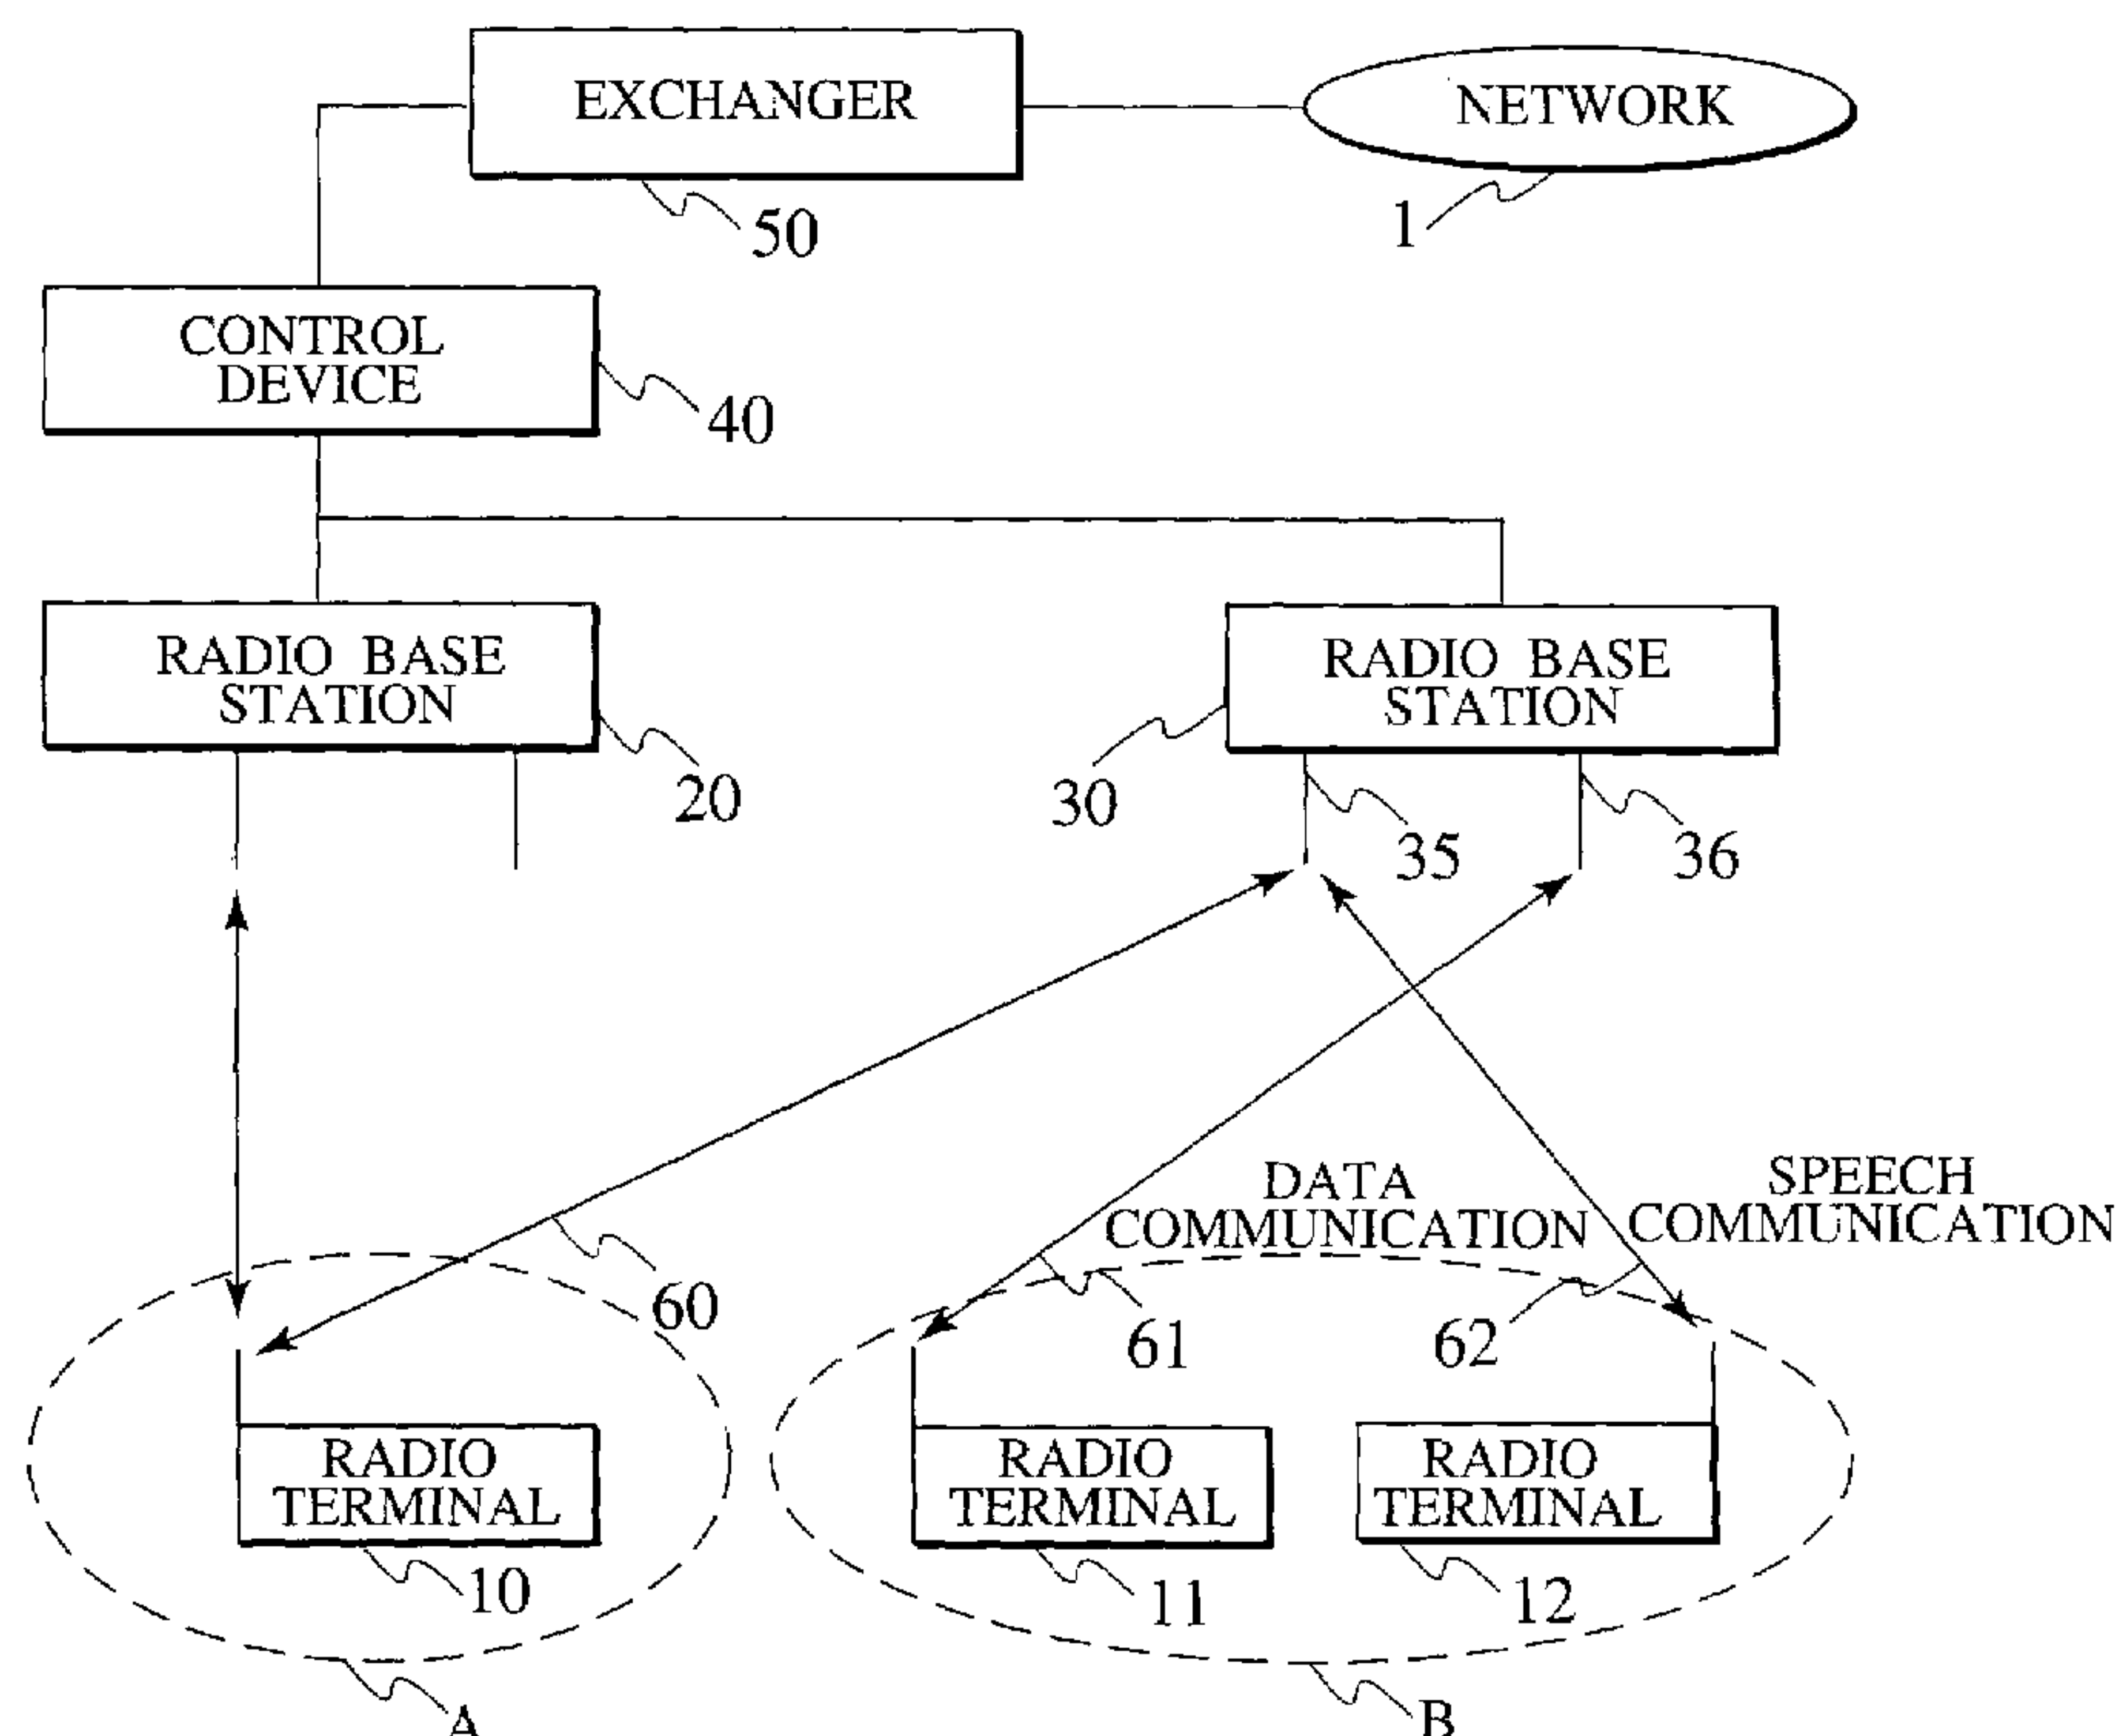 EXCHANGER
NETWORK
50
1
CONTROL
DEVICE
40
RADIO BASE
STATION
RADIO BASE
STATION
20
30
35
36
DATA
COMMUNICATION
SPEECH
COMMUNICATION
60
61
62
RADIO
TERMINAL
RADIO
TERMINAL
RADIO
TERMINAL
10
11
12
A
B